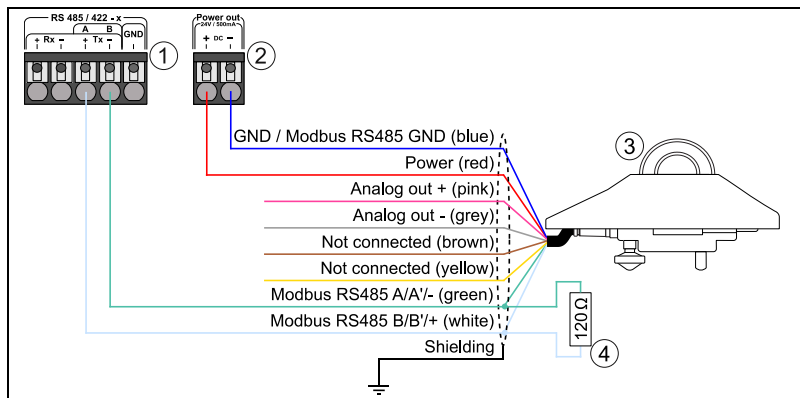 RS 485 / 422 - x
A B
+ Rx − + Tx − GND
1
Power out
24V / 500mA
+ DC −
2
GND / Modbus RS485 GND (blue)
Power (red)
Analog out + (pink)
Analog out - (grey)
Not connected (brown)
Not connected (yellow)
Modbus RS485 A/A'/- (green)
Modbus RS485 B/B'/+ (white)
Shielding
3
120 Ω
4